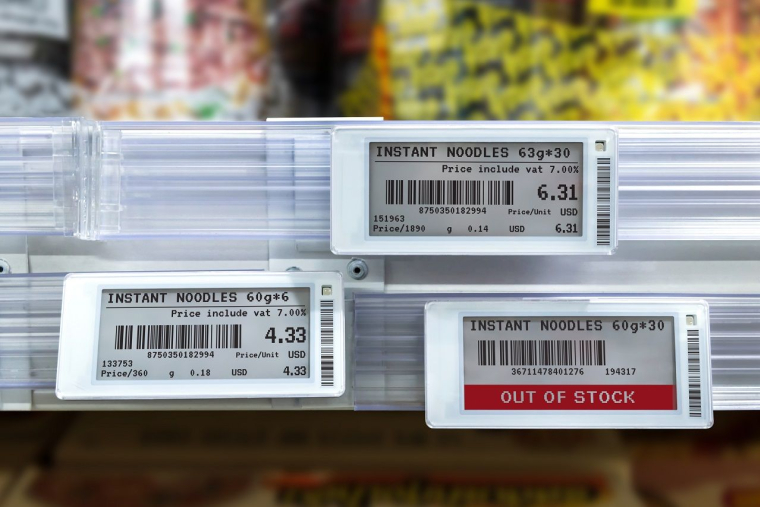 INSTANT NOODLES 63g*30
Price include vat 7.00%
6.31
8750350182994 Price/Unit USD
151963
Price/1890 g 0.14 USD 6.31
INSTANT NOODLES 60g*6
Price include vat 7.00%
4.33
8750350182994 Price/Unit USD
133753
Price/360 g 0.18 USD 4.33
INSTANT NOODLES 60g*30
36711478401276 194317
OUT OF STOCK